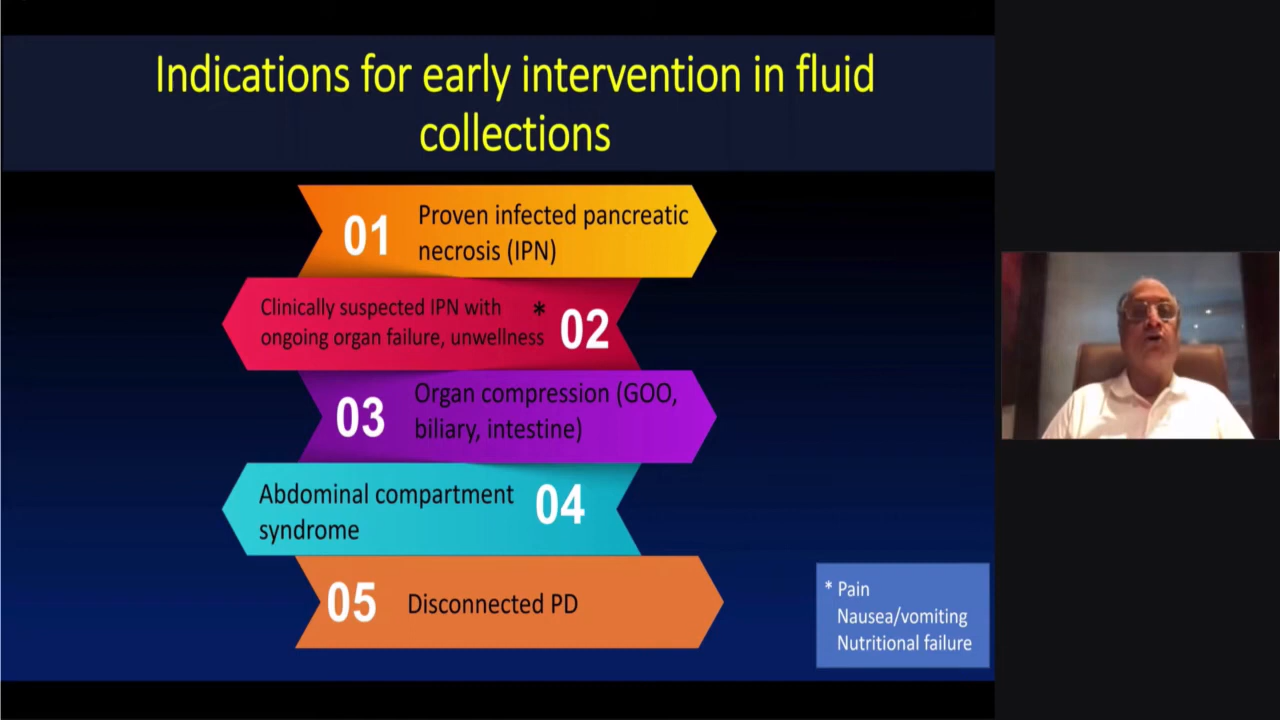 Indications for early intervention in fluid
collections
01
Proven infected pancreatic
necrosis (IPN)
Clinically suspected IPN with *
ongoing organ failure, unwellness
02
03
Organ compression (GOO,
biliary, intestine)
Abdominal compartment
syndrome
04
05
Disconnected PD
* Pain
Nausea/vomiting
Nutritional failure